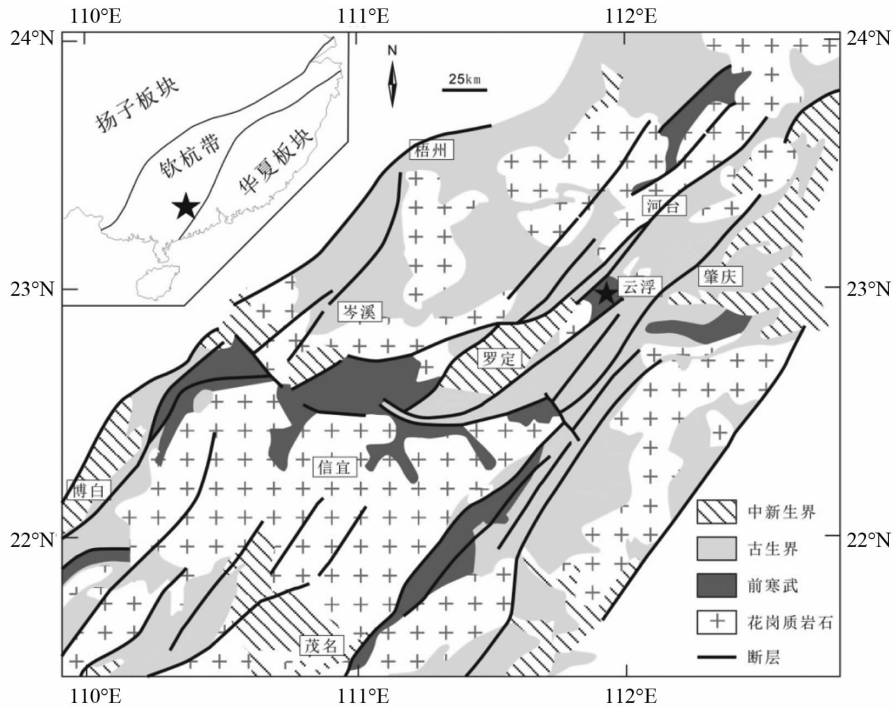 110°E 111°E 112°E
24°N 24°N
N
25km
扬子板块
钦杭带
华夏板块
梧州
河台
肇庆
23°N 23°N
云浮
岑溪
罗定
信宜
博白
22°N 22°N
茂名
中新生界
古生界
前寒武
花岗质岩石
断层
110°E 111°E 112°E